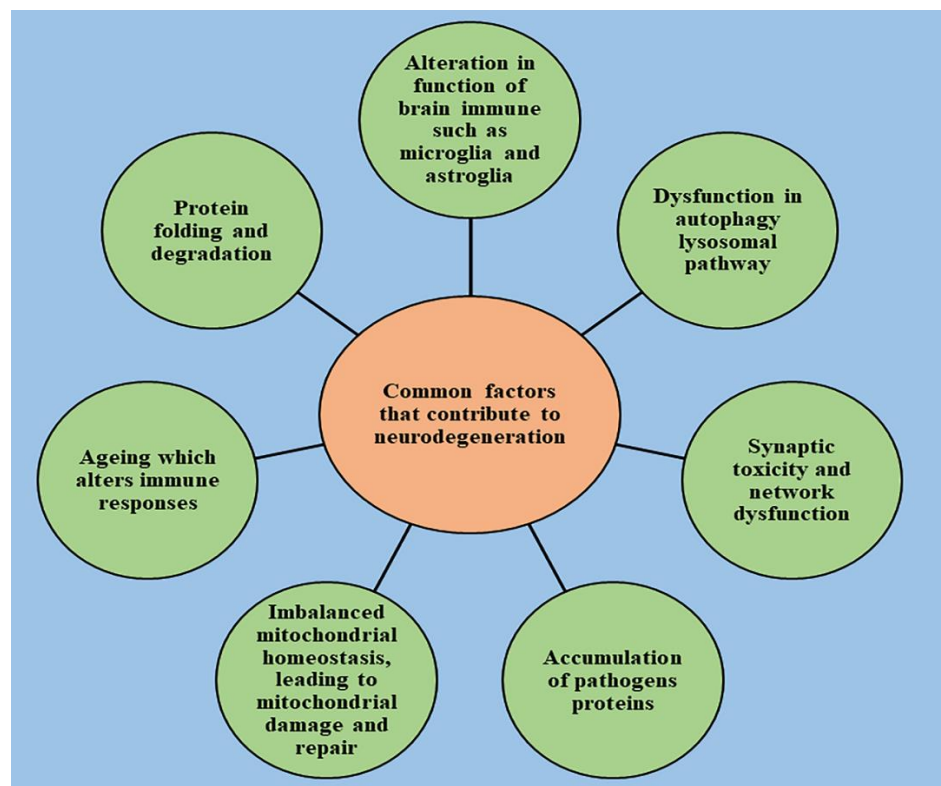 Alteration in
function of
brain immune
such as
microglia and
astroglia
Dysfunction in
autophagy
lysosomal
pathway
Synaptic
toxicity and
network
dysfunction
Accumulation
of pathogens
proteins
Imbalanced
mitochondrial
homeostasis,
leading to
mitochondrial
damage and
repair
Ageing which
alters immune
responses
Protein
folding and
degradation
Common factors
that contribute to
neurodegeneration